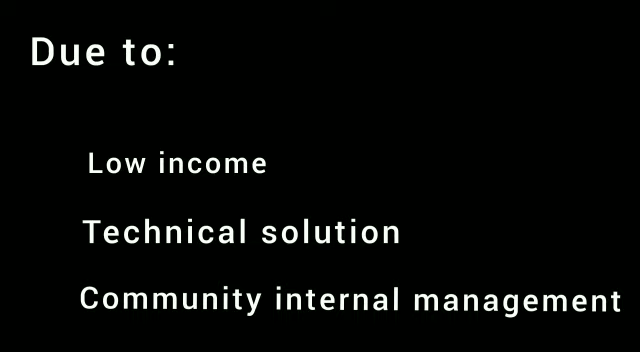 Due to:
Low income
Technical solution
Community internal management